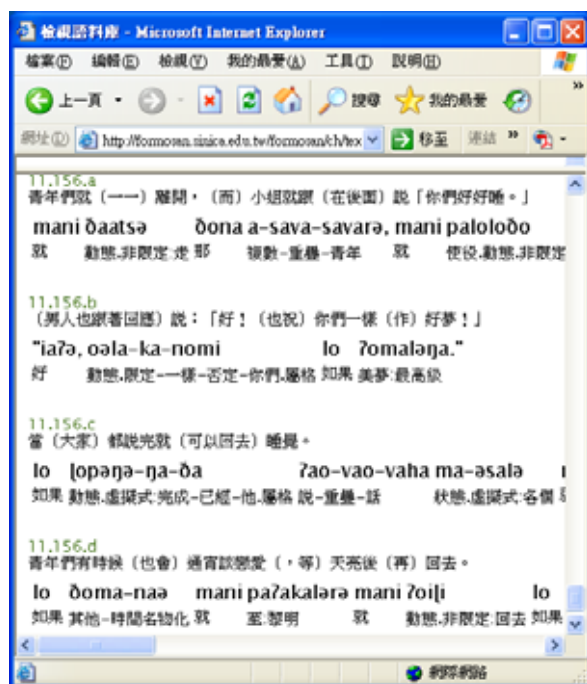 檢視語料庫 - Microsoft Internet Explorer
檔案(F) 編輯(E) 檢視(V) 我的最愛(A) 工具(T) 說明(H)
上一頁 搜尋 我的最愛 »
網址(D) http://formosan.sinica.edu.tw/formosan/ch/tex 移至 連結 »
11.156.a
青年們就（一一）離開，（而）小姐就跟（在後面）說「你們好好睡。」
mani ðaatsə ðona a-sava-savarə, mani paloloðo
就 動態.非限定:走 那 複數-重疊-青年 就 使役.動態.非限定
11.156.b
（男人也跟著回應）說：「好！（也祝）你們一樣（作）好夢！」
"iaʔə, oəla-ka-nomi lo ʔomaləŋa."
好 動態.限定-一樣-否定-你們.屬格 如果 美夢:最高級
11.156.c
當（大家）都說完就（可以回去）睡覺。
lo ɭopəŋə-ŋa-ða ʔao-vao-vaha ma-əsalə
如果 動態.虛擬式:完成-已經-他.屬格 說-重疊-話 狀態.虛擬式:各個
11.156.d
青年們有時候（也會）通宵談戀愛（，等）天亮後（再）回去。
lo ðoma-naə mani paʔakalərə mani ʔoiɭi lo
如果 其他-時間名物化 就 至:黎明 就 動態.非限定:回去 如果
網際網路